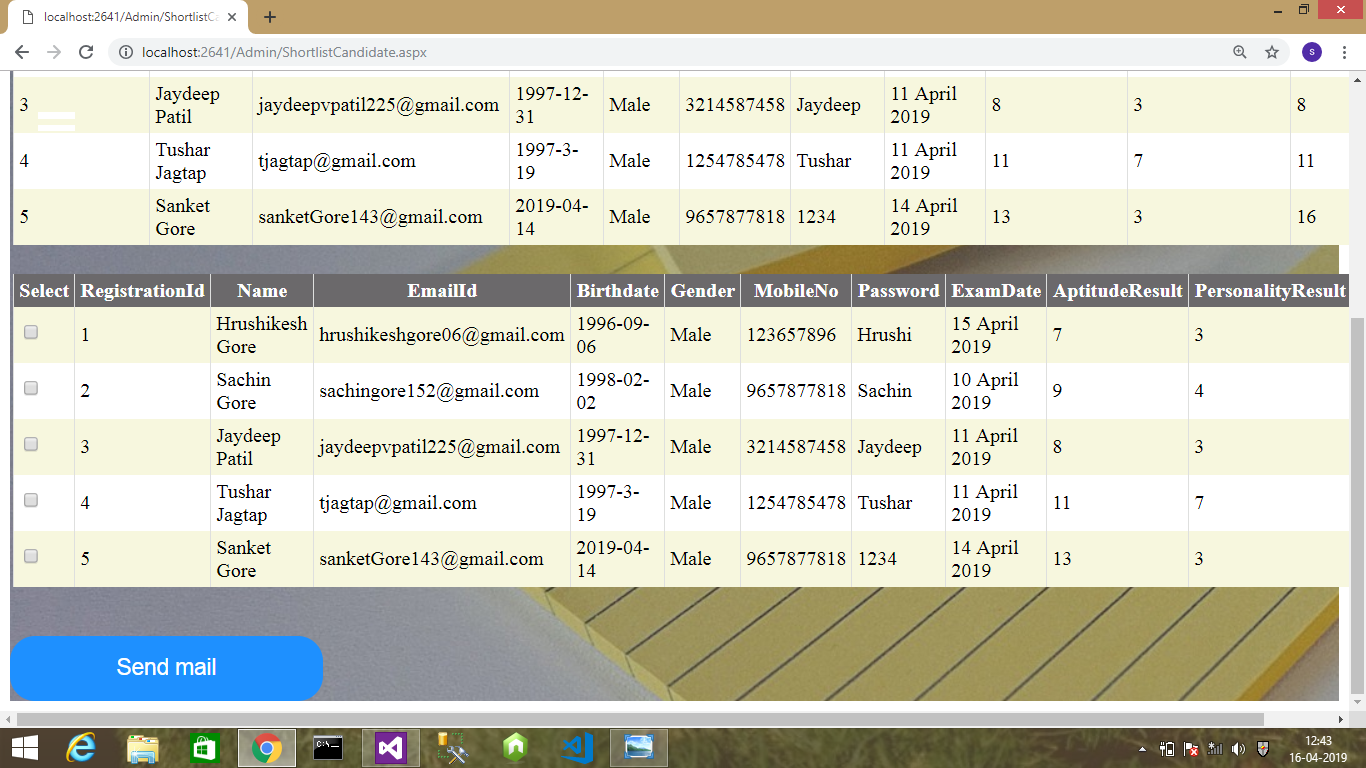 localhost:2641/Admin/ShortlistCa
localhost:2641/Admin/ShortlistCandidate.aspx
S
3 Jaydeep Patil jaydeepvpatil225@gmail.com 1997-12-31 Male 3214587458 Jaydeep 11 April 2019 8 3 8
4 Tushar Jagtap tjagtap@gmail.com 1997-3-19 Male 1254785478 Tushar 11 April 2019 11 7 11
5 Sanket Gore sanketGore143@gmail.com 2019-04-14 Male 9657877818 1234 14 April 2019 13 3 16
Select RegistrationId Name EmailId Birthdate Gender MobileNo Password ExamDate AptitudeResult PersonalityResult
1 Hrushikesh Gore hrushikeshgore06@gmail.com 1996-09-06 Male 123657896 Hrushi 15 April 2019 7 3
2 Sachin Gore sachingore152@gmail.com 1998-02-02 Male 9657877818 Sachin 10 April 2019 9 4
3 Jaydeep Patil jaydeepvpatil225@gmail.com 1997-12-31 Male 3214587458 Jaydeep 11 April 2019 8 3
4 Tushar Jagtap tjagtap@gmail.com 1997-3-19 Male 1254785478 Tushar 11 April 2019 11 7
5 Sanket Gore sanketGore143@gmail.com 2019-04-14 Male 9657877818 1234 14 April 2019 13 3
Send mail
12:43
16-04-2019